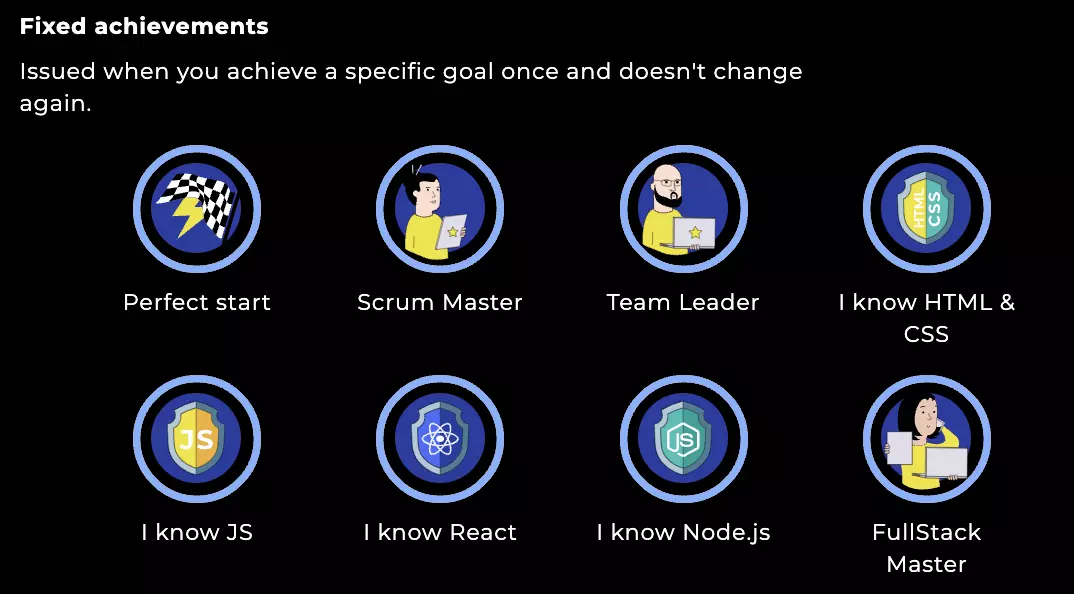 Fixed achievements
Issued when you achieve a specific goal once and doesn't change
again.
HTML
CSS
Perfect start
Scrum Master
Team Leader
I know HTML &
CSS
JS
JS
I know JS
I know React
I know Node.js
FullStack
Master